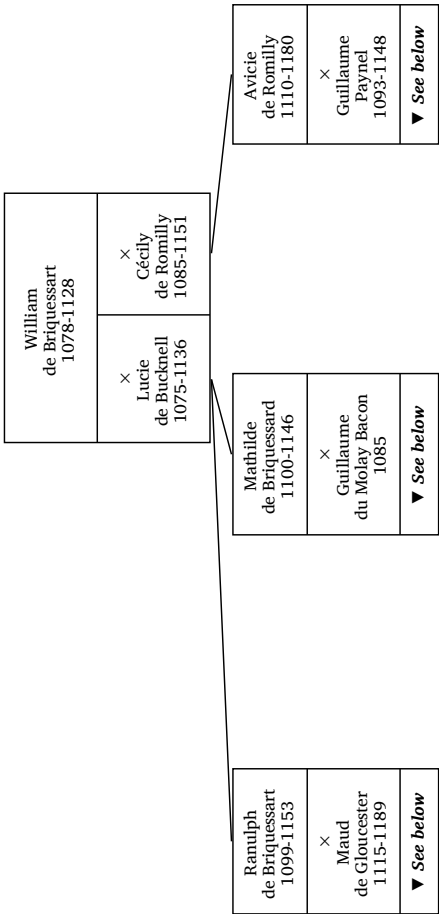 William
de Briquessart
1078-1128
×
Lucie
de Bucknell
1075-1136
×
Cécily
de Romilly
1085-1151
Ranulph
de Briquessart
1099-1153
×
Maud
de Gloucester
1115-1189
▼ See below
Mathilde
de Briquessard
1100-1146
×
Guillaume
du Molay Bacon
1085
▼ See below
Avicie
de Romilly
1110-1180
×
Guillaume
Paynel
1093-1148
▼ See below